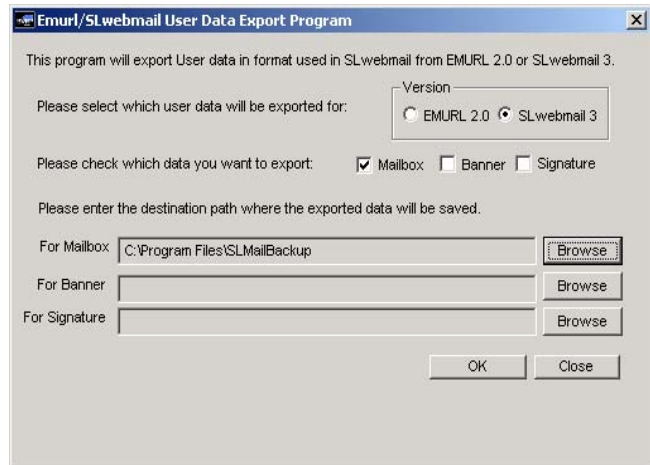 Emurl/SLwebmail User Data Export Program
This program will export User data in format used in SLwebmail from EMURL 2.0 or SLwebmail 3.
Version
Please select which user data will be exported for:
EMURL 2.0 SLwebmail 3
Please check which data you want to export: Mailbox Banner Signature
Please enter the destination path where the exported data will be saved.
For Mailbox C:\Program Files\SLMailBackup Browse
For Banner Browse
For Signature Browse
OK Close